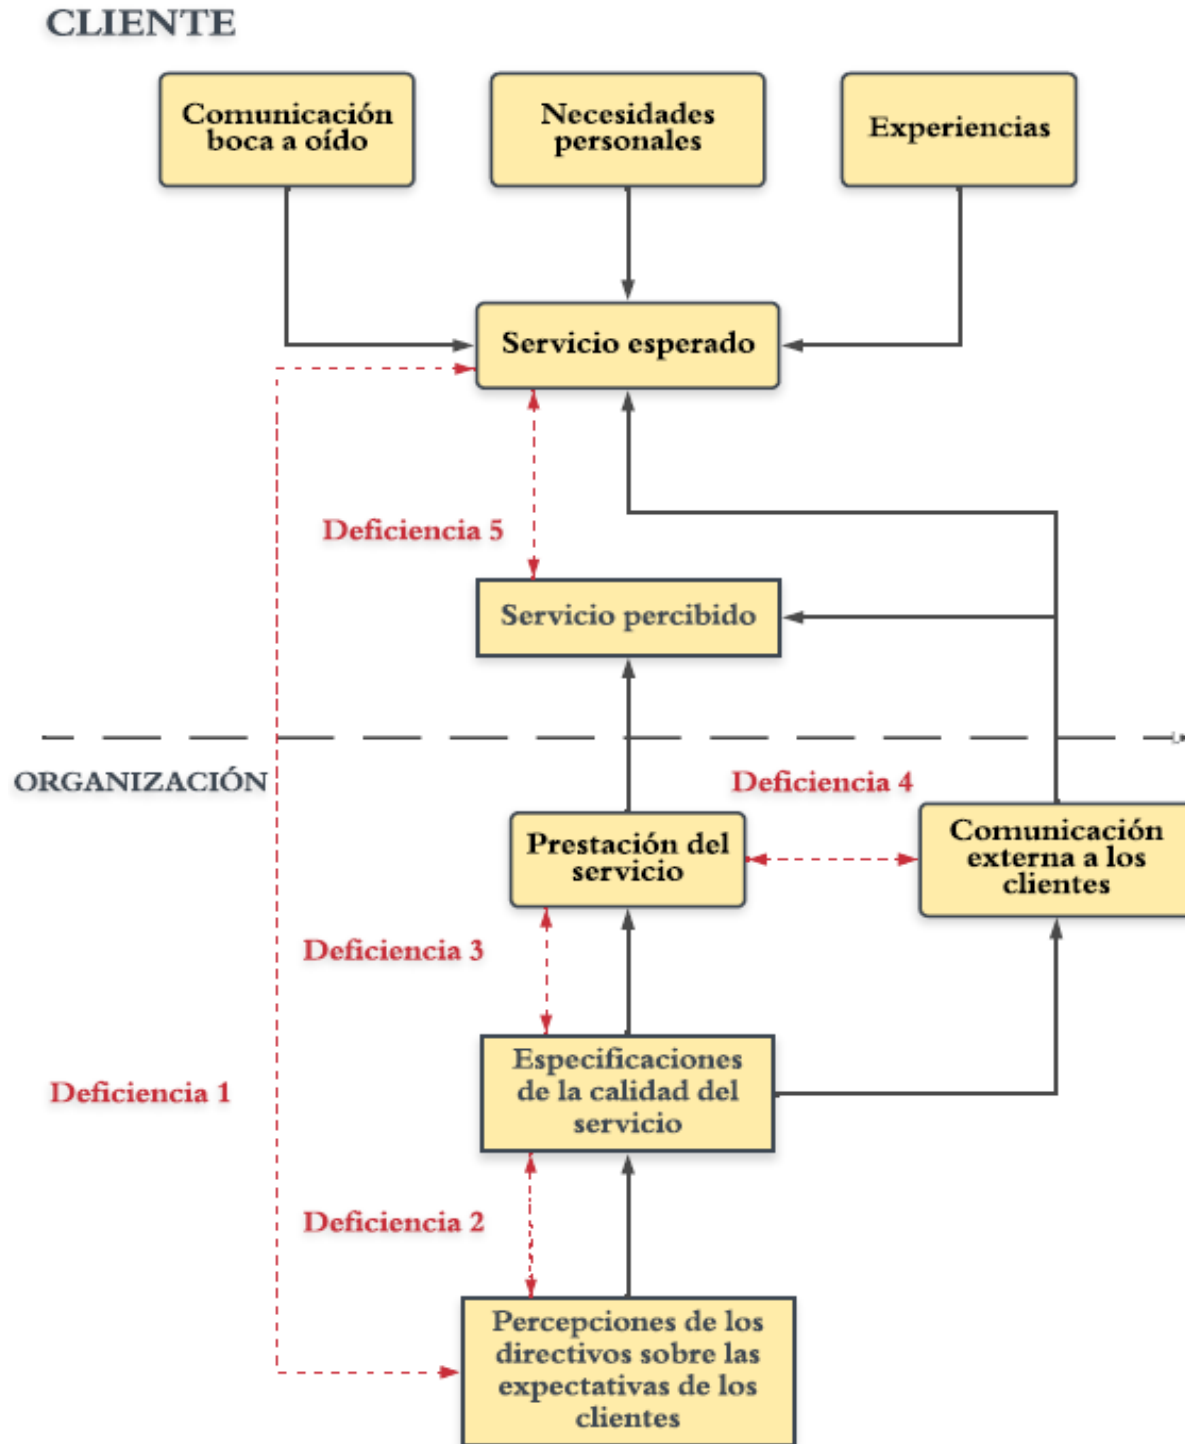 CLIENTE
Comunicación
boca a oído
Necesidades
personales
Experiencias
Servicio esperado
Deficiencia 5
Servicio percibido
ORGANIZACIÓN
Deficiencia 4
Prestación del
servicio
Comunicación
externa a los
clientes
Deficiencia 3
Especificaciones
de la calidad del
servicio
Deficiencia 1
Deficiencia 2
Percepciones de los
directivos sobre las
expectativas de los
clientes